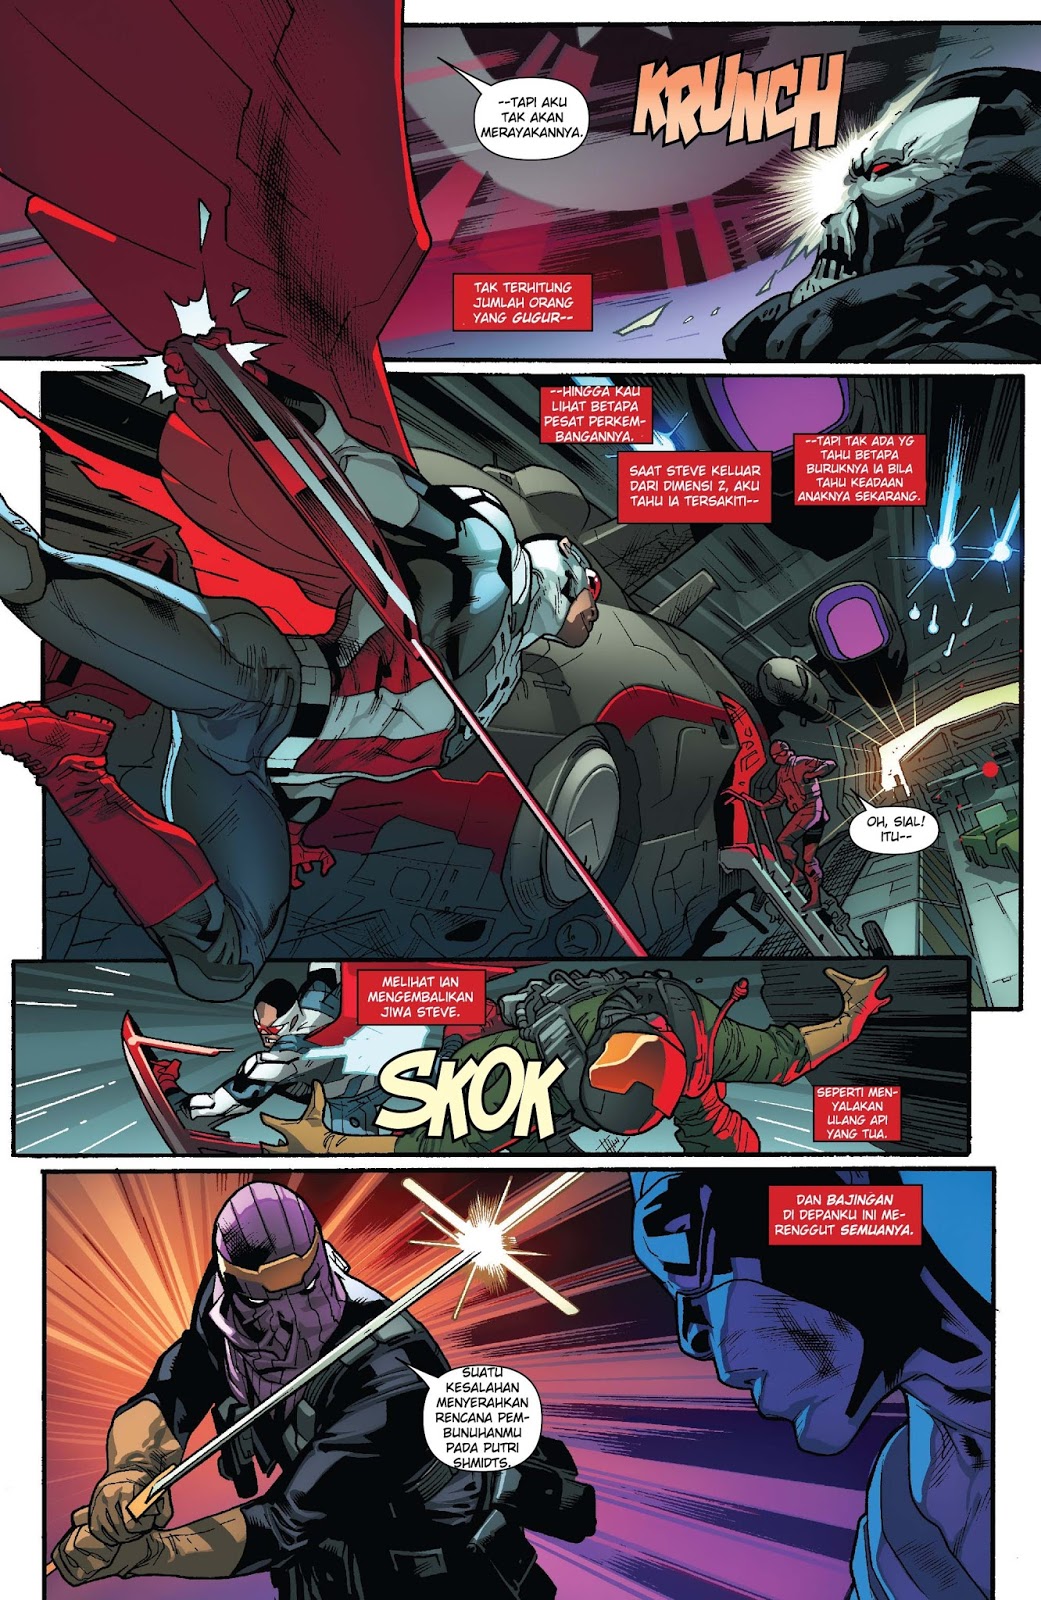 --TAPI AKU
TAK AKAN
MERAYAKANNYA.
KRUNCH
TAK TERHITUNG
JUMLAH ORANG
YANG GUGUR--
--HINGGA KAU
LIHAT BETAPA
PESAT PERKEM-
BANGANNYA.
SAAT STEVE KELUAR
DARI DIMENSI Z, AKU
TAHU IA TERSAKITI--
--TAPI TAK ADA YG
TAHU BETAPA
BURUKNYA IA BILA
TAHU KEADAAN
ANAKNYA SEKARANG.
OH, SIAL!
ITU--
MELIHAT IAN
MENGEMBALIKAN
JIWA STEVE.
SKOK
SEPERTI MEN-
YALAKAN
ULANG API
YANG TUA.
DAN BAJINGAN
DI DEPANKU INI ME-
RENGGUT SEMUANYA.
SUATU
KESALAHAN
MENYERAHKAN
RENCANA PEM-
BUNUHANMU
PADA PUTRI
SHMIDTS.